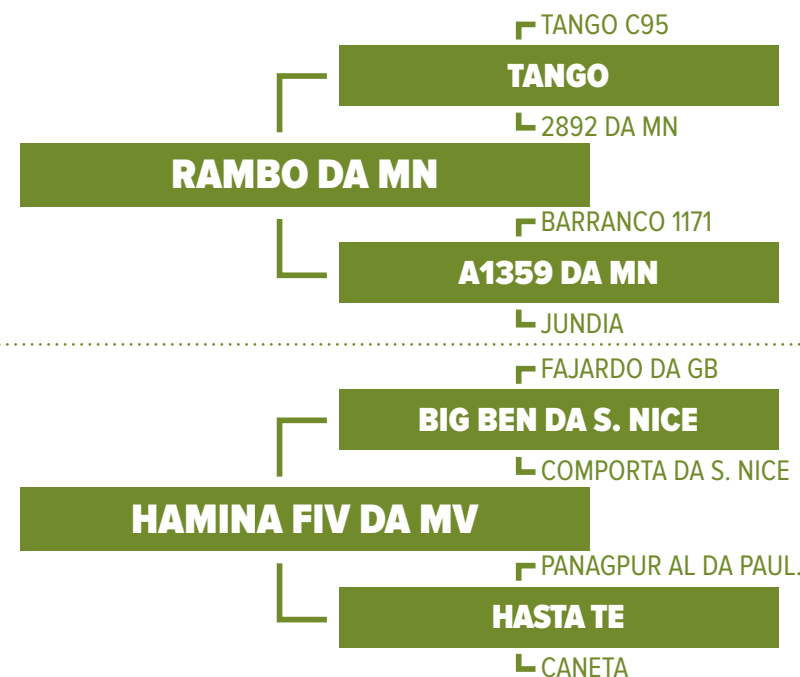 TANGO C95
TANGO
2892 DA MN
RAMBO DA MN
BARRANCO 1171
A1359 DA MN
JUNDIA
FAJARDO DA GB
BIG BEN DA S. NICE
COMPORTA DA S. NICE
HAMINA FIV DA MV
PANAGPUR AL DA PAUL.
HASTA TE
CANETA